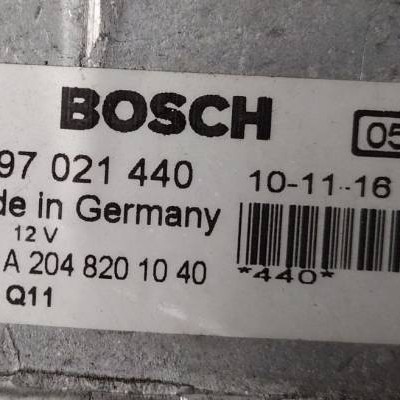 BOSCH
05
97 021 440
10-11-16
de in Germany
12 V
A 204 820 10 40
*440*
Q11